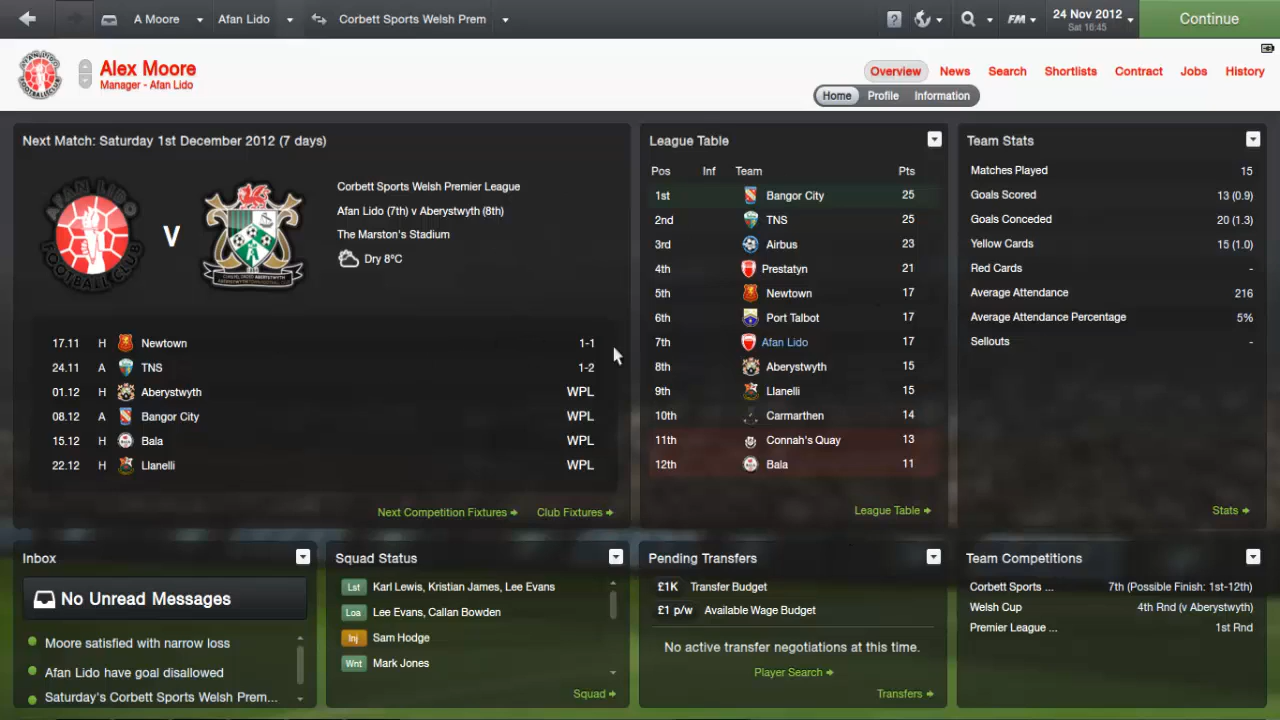 A Moore
Afan Lido
Corbett Sports Welsh Prem
?
FM
24 Nov 2012
Sat 16:45
Continue
Alex Moore
Manager - Afan Lido
Overview News Search Shortlists Contract Jobs History
Home Profile Information
Next Match: Saturday 1st December 2012 (7 days)
AFAN LIDO
FOOTBALL CLUB
V
Corbett Sports Welsh Premier League
Afan Lido (7th) v Aberystwyth (8th)
The Marston's Stadium
Dry 8°C
17.11 H Newtown 1-1
24.11 A TNS 1-2
01.12 H Aberystwyth WPL
08.12 A Bangor City WPL
15.12 H Bala WPL
22.12 H Llanelli WPL
Next Competition Fixtures
Club Fixtures
League Table
Pos Inf Team Pts
1st Bangor City 25
2nd TNS 25
3rd Airbus 23
4th Prestatyn 21
5th Newtown 17
6th Port Talbot 17
7th Afan Lido 17
8th Aberystwyth 15
9th Llanelli 15
10th Carmarthen 14
11th Connah's Quay 13
12th Bala 11
League Table
Team Stats
Matches Played 15
Goals Scored 13 (0.9)
Goals Conceded 20 (1.3)
Yellow Cards 15 (1.0)
Red Cards -
Average Attendance 216
Average Attendance Percentage 5%
Sellouts -
Stats
Inbox
No Unread Messages
Moore satisfied with narrow loss
Afan Lido have goal disallowed
Saturday's Corbett Sports Welsh Prem...
Squad Status
Lst Karl Lewis, Kristian James, Lee Evans
Loa Lee Evans, Callan Bowden
Inj Sam Hodge
Wnt Mark Jones
Squad
Pending Transfers
£1K Transfer Budget
£1 p/w Available Wage Budget
No active transfer negotiations at this time.
Player Search
Transfers
Team Competitions
Corbett Sports ... 7th (Possible Finish: 1st-12th)
Welsh Cup 4th Rnd (v Aberystwyth)
Premier League ... 1st Rnd